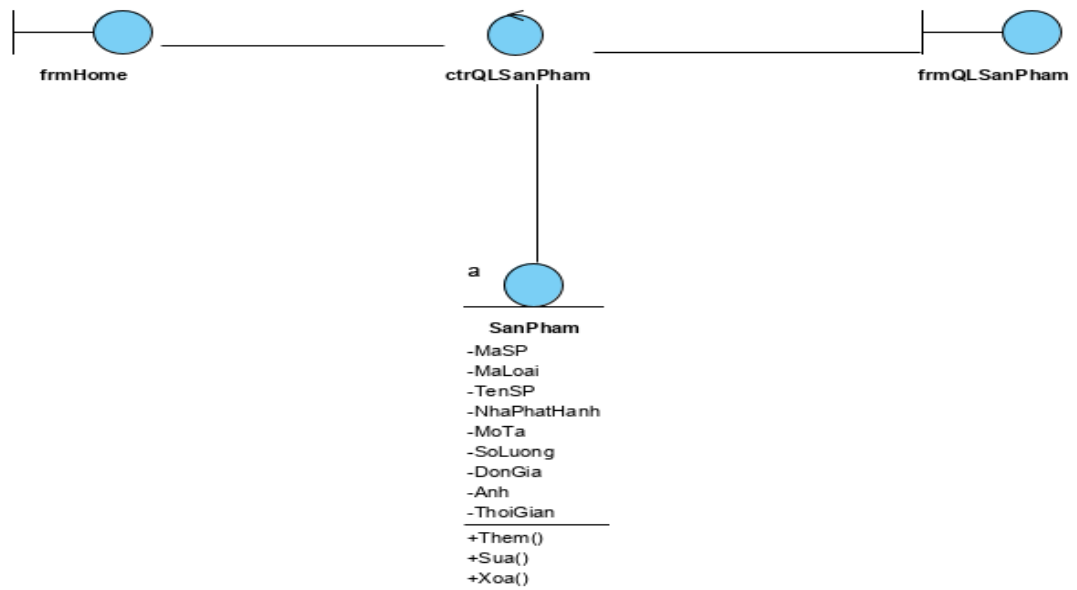 frmHome
ctrQLSanPham
frmQLSanPham
a
SanPham
-MaSP
-MaLoai
-TenSP
-NhaPhatHanh
-MoTa
-SoLuong
-DonGia
-Anh
-ThoiGian
+Them()
+Sua()
+Xoa()